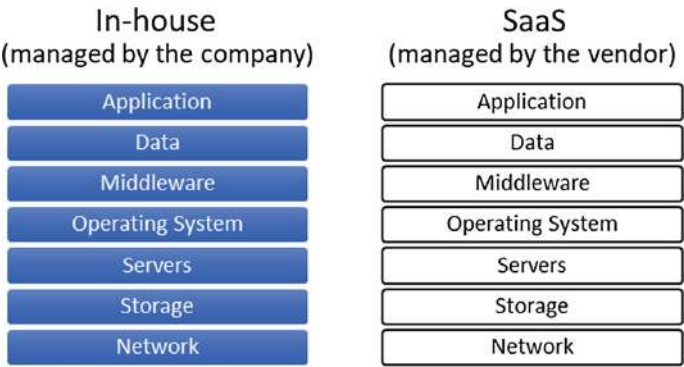 In-house
(managed by the company)
Application
Data
Middleware
Operating System
Servers
Storage
Network
SaaS
(managed by the vendor)
Application
Data
Middleware
Operating System
Servers
Storage
Network